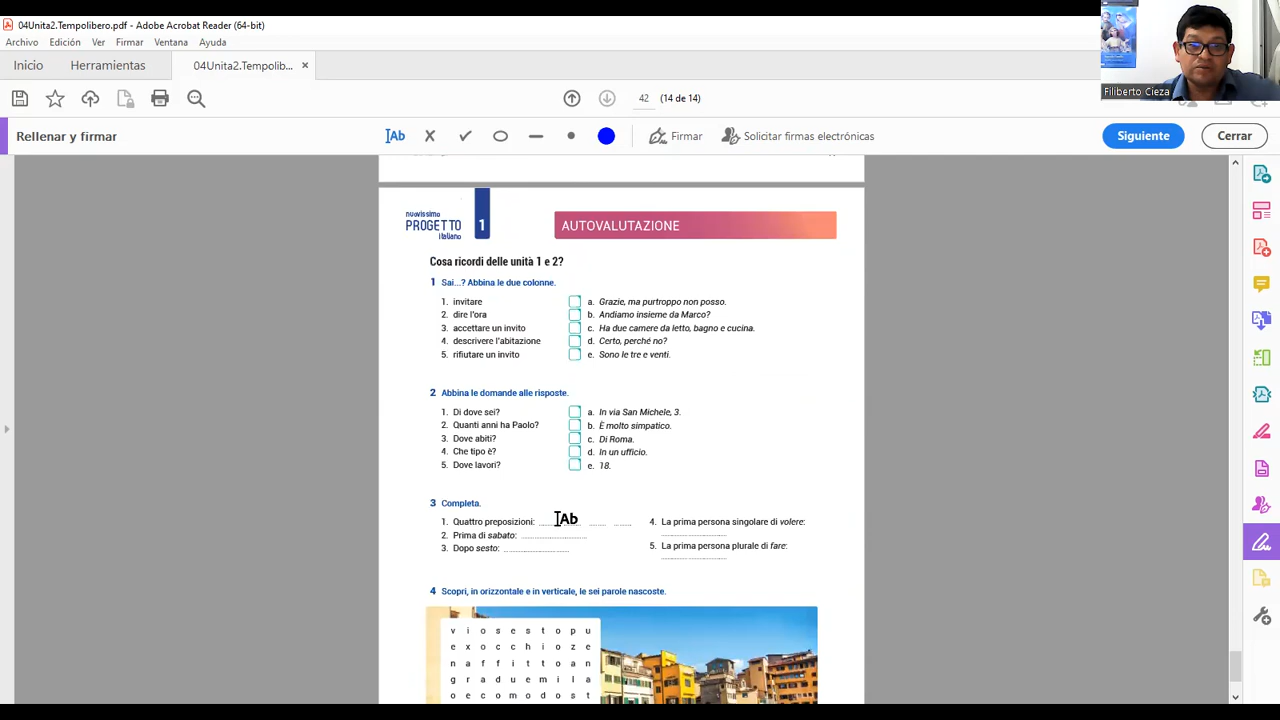 04Unita2.Tempolibero.pdf - Adobe Acrobat Reader (64-bit)
Archivo Edición Ver Firmar Ventana Ayuda
Inicio Herramientas 04Unita2.Tempolib... ×
42 (14 de 14)
Filiberto Cieza
Rellenar y firmar
Ab
Firmar
Solicitar firmas electrónicas
Siguiente
Cerrar
nuovissimo
PROGETTO
italiano
1
AUTOVALUTAZIONE
Cosa ricordi delle unità 1 e 2?
1 Sai...? Abbina le due colonne.
1. invitare a. Grazie, ma purtroppo non posso.
2. dire l'ora b. Andiamo insieme da Marco?
3. accettare un invito c. Ha due camere da letto, bagno e cucina.
4. descrivere l'abitazione d. Certo, perché no?
5. rifiutare un invito e. Sono le tre e venti.
2 Abbina le domande alle risposte.
1. Di dove sei? a. In via San Michele, 3.
2. Quanti anni ha Paolo? b. È molto simpatico.
3. Dove abiti? c. Di Roma.
4. Che tipo è? d. In un ufficio.
5. Dove lavori? e. 18.
3 Completa.
1. Quattro preposizioni: Ab
2. Prima di sabato:
3. Dopo sesto:
4. La prima persona singolare di volere:
5. La prima persona plurale di fare:
4 Scopri, in orizzontale e in verticale, le sei parole nascoste.
v i o s e s t o p u
e x o c c h i o z e
n a f f i t t o a n
g r a d u e m i l a
o e c o m o d o s t